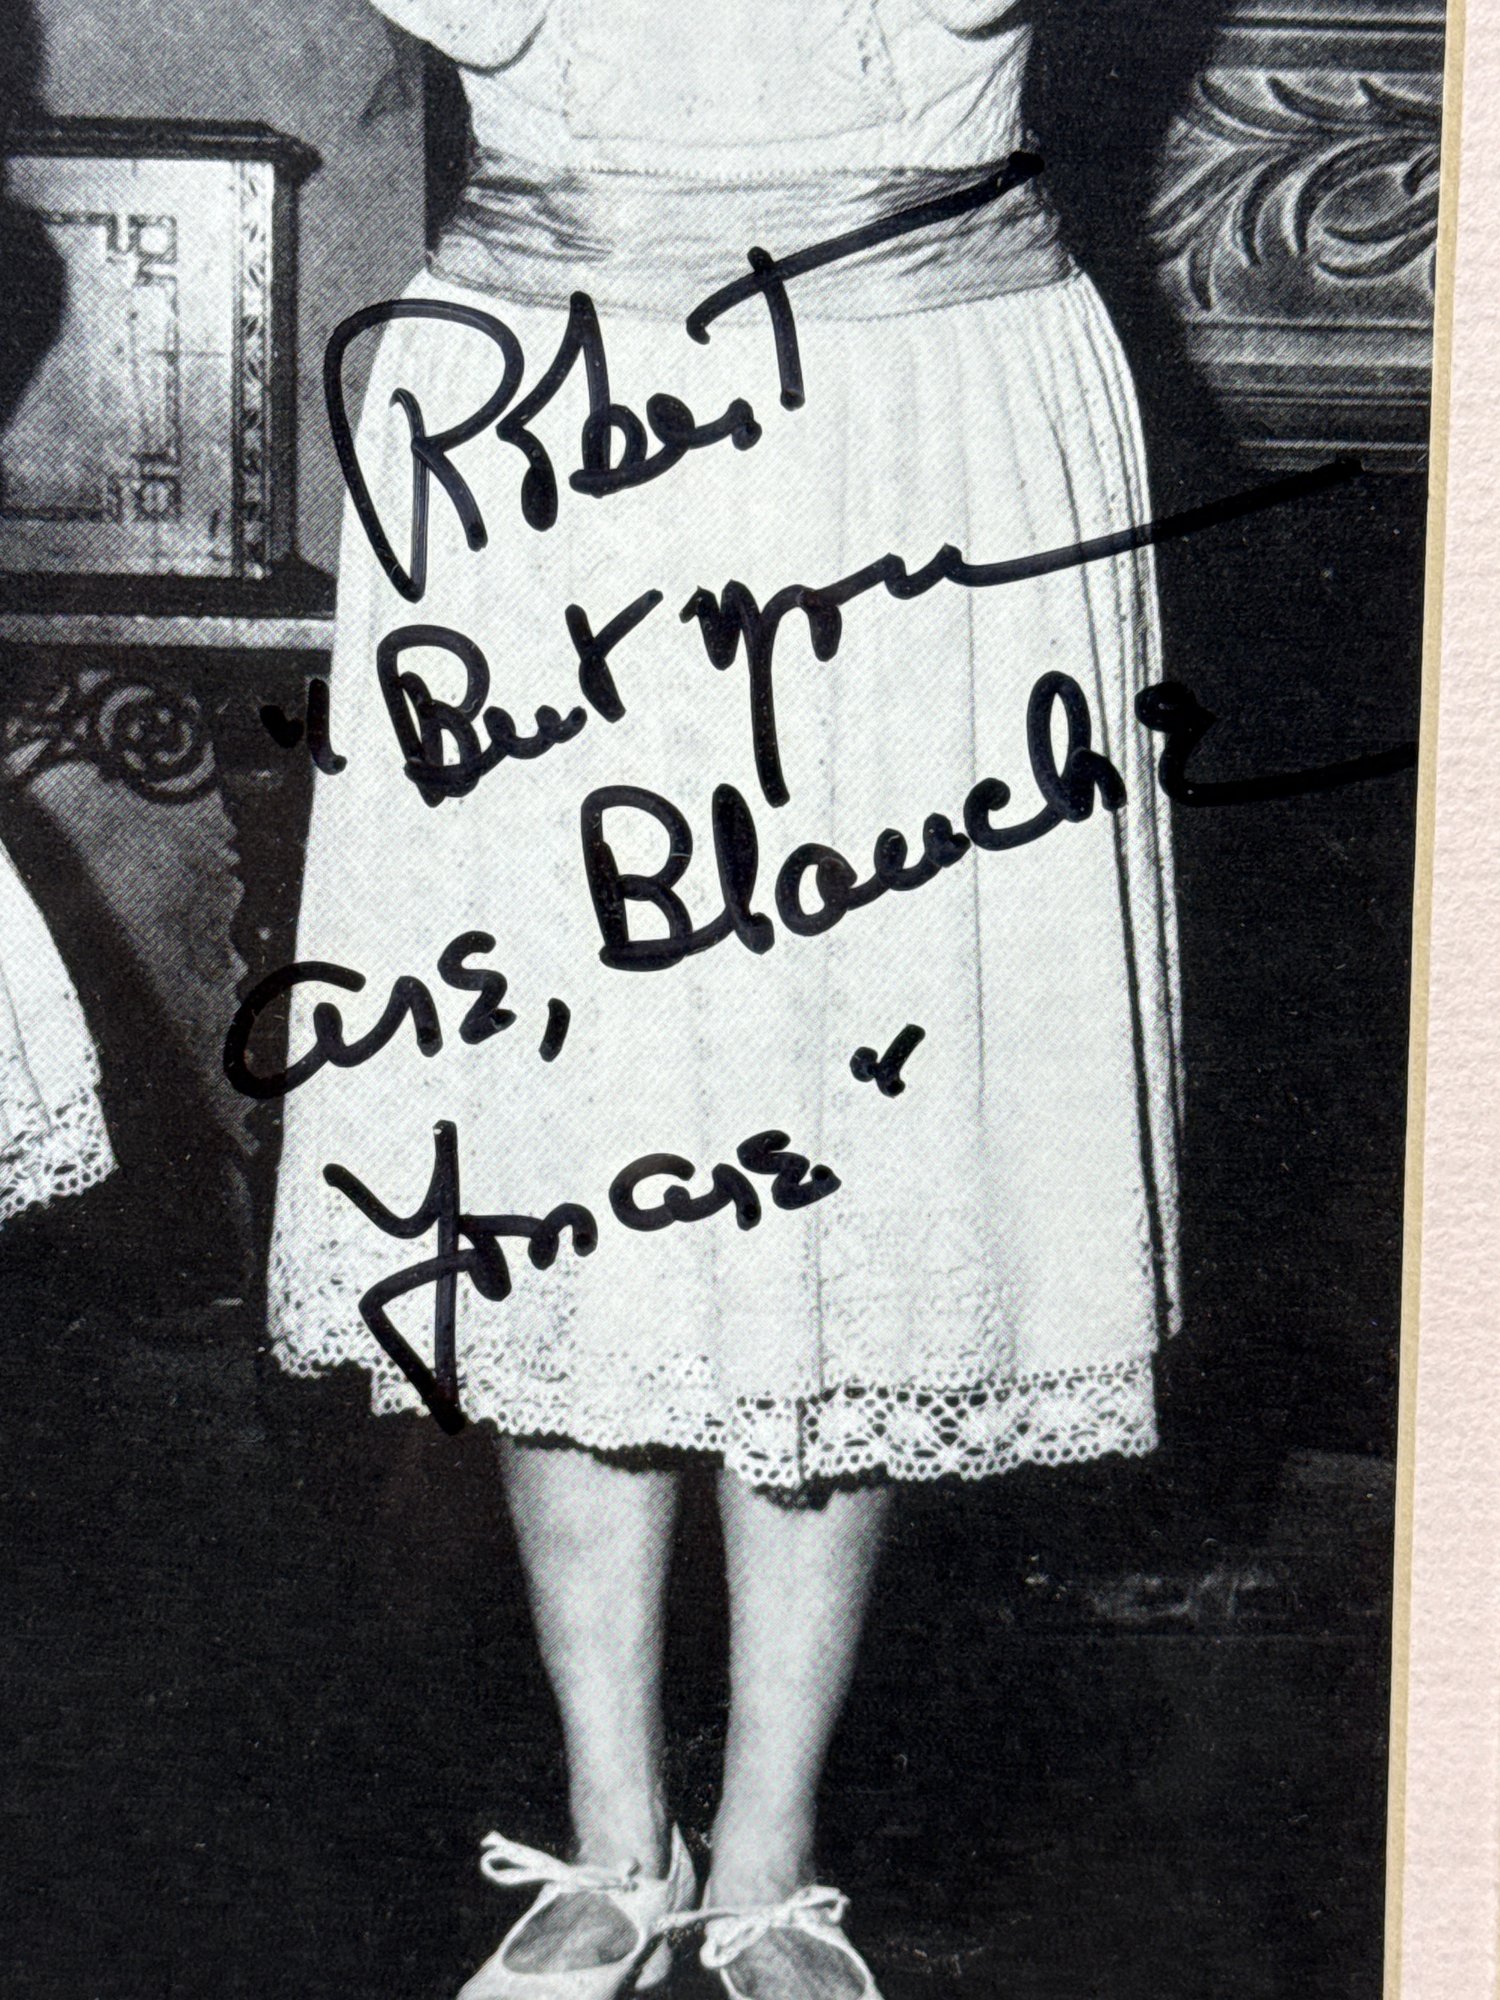 Robert
"But you
are, Blanche
You are"